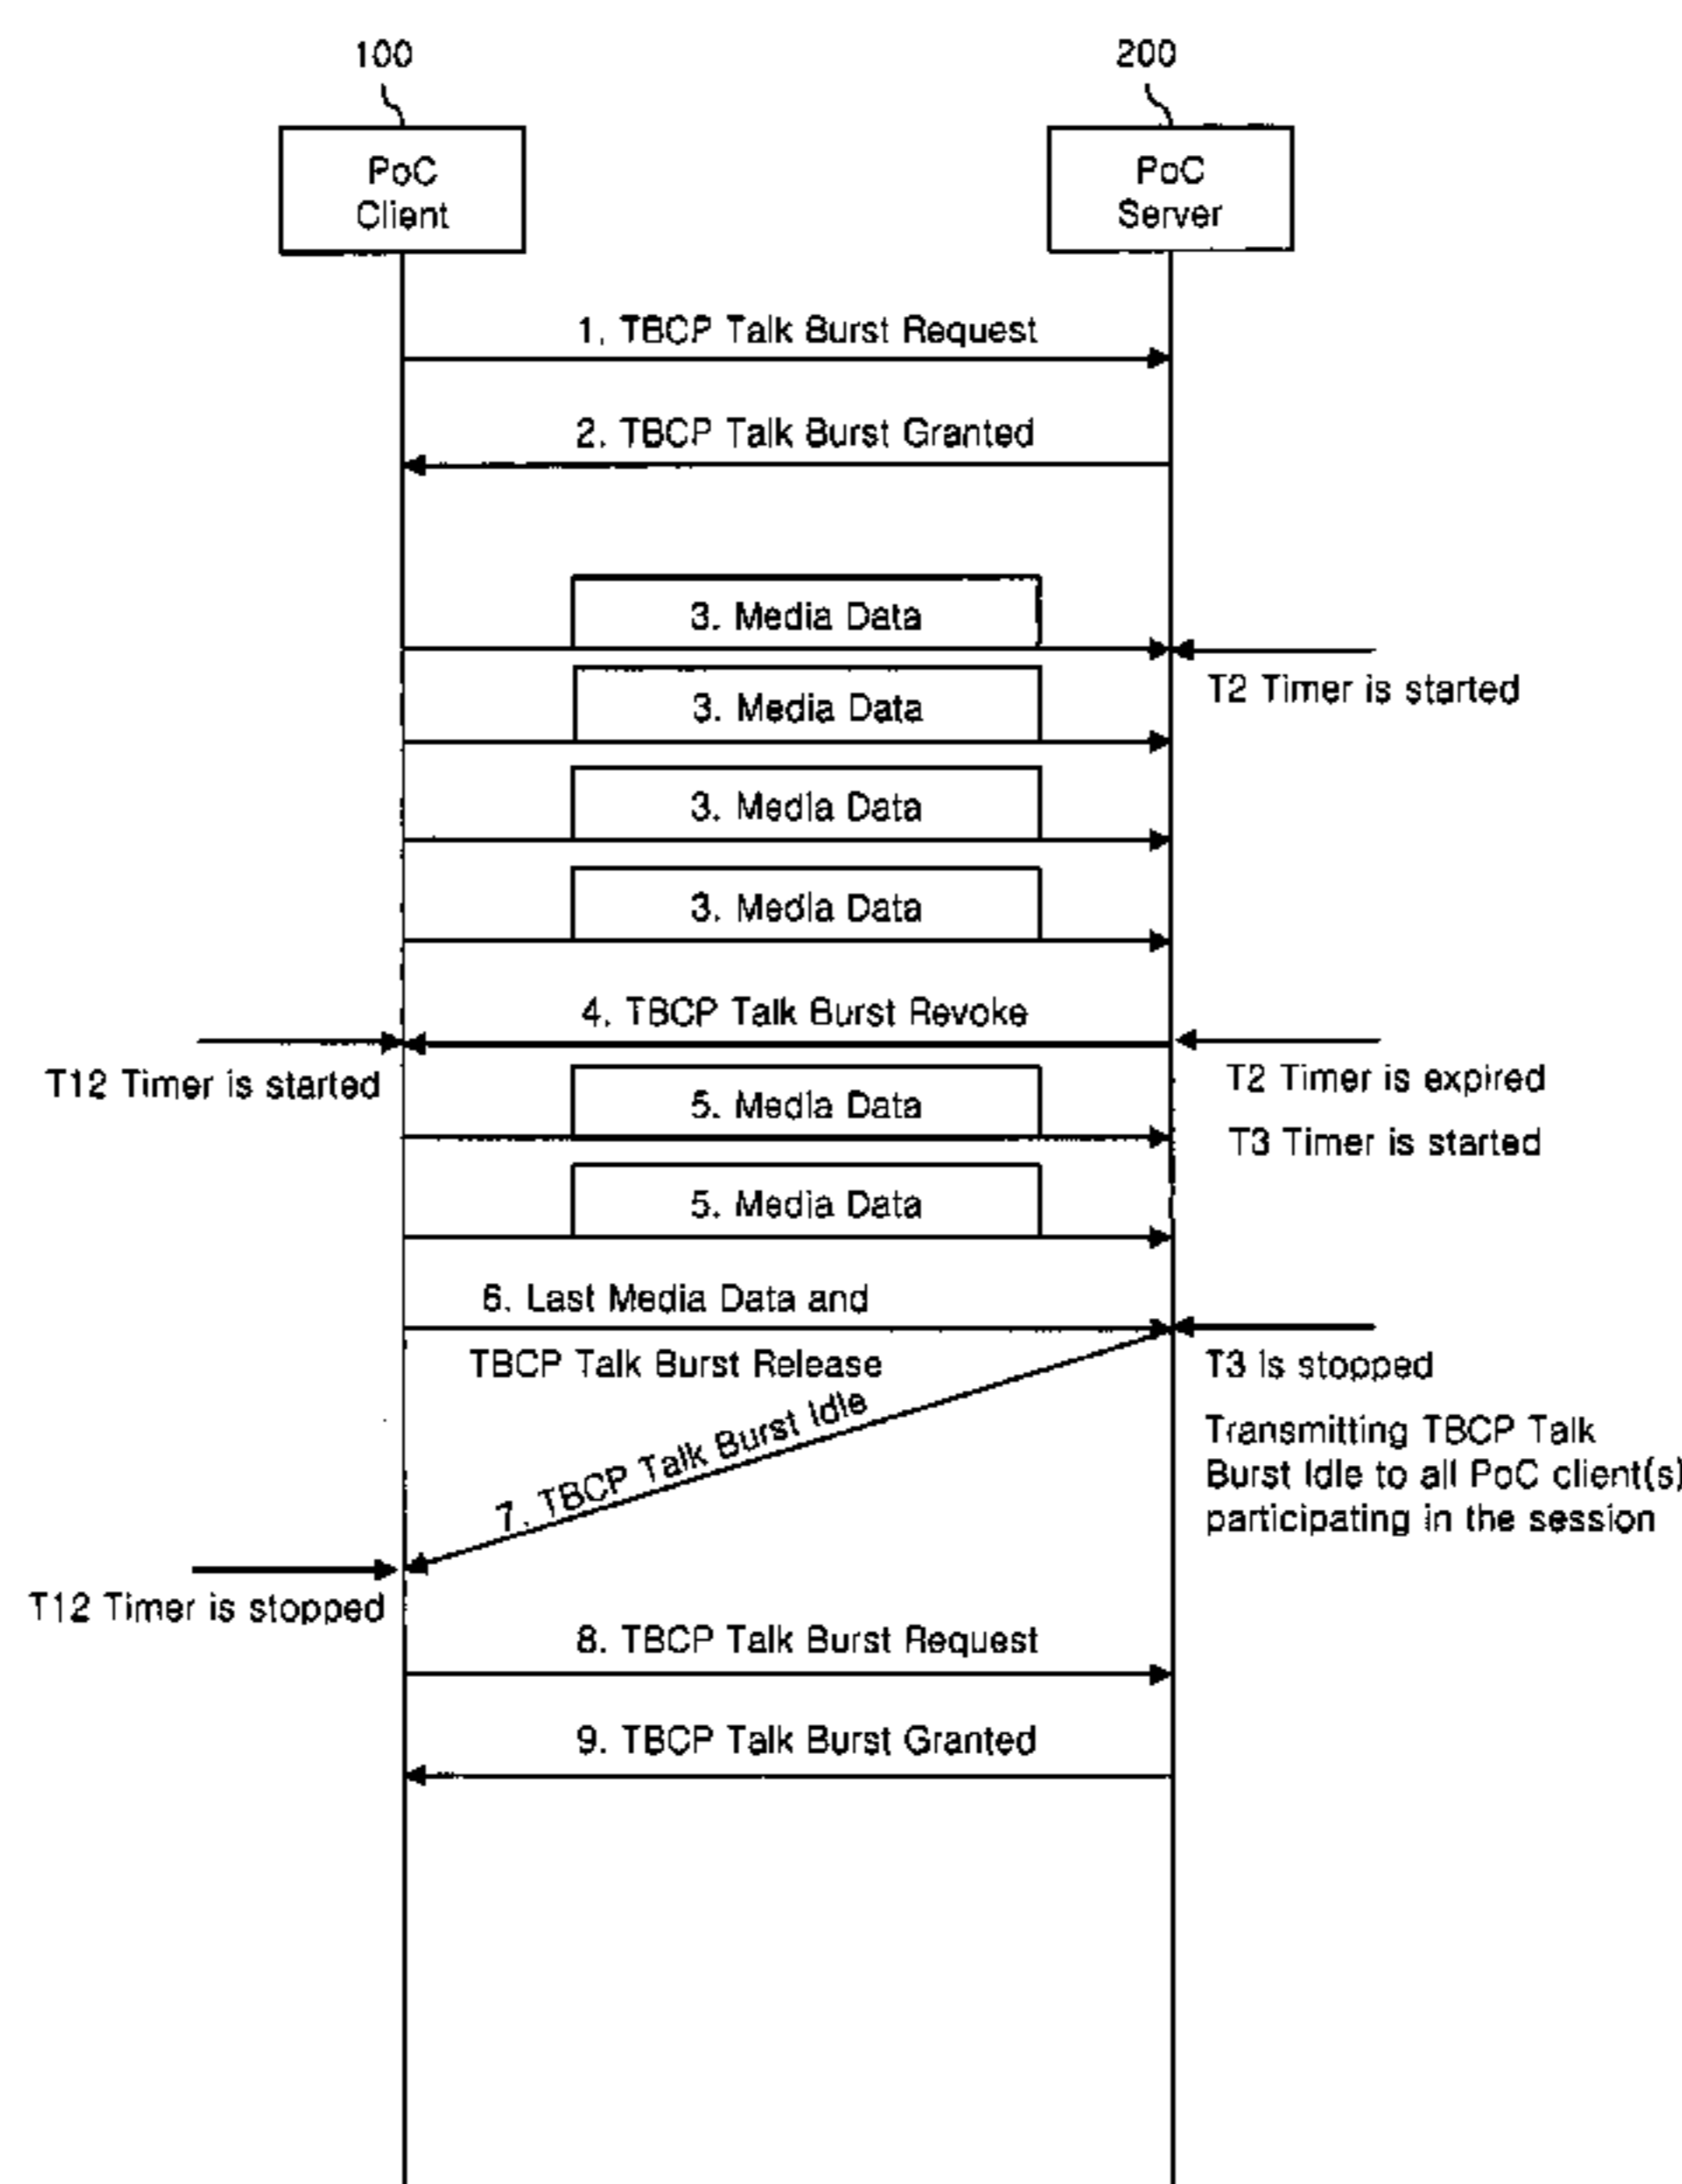 100
200
PoC
Client
PoC
Server
1. TBCP Talk Burst Request
2. TBCP Talk Burst Granted
3. Media Data
T2 Timer is started
3. Media Data
3. Media Data
3. Media Data
4. TBCP Talk Burst Revoke
T12 Timer is started
T2 Timer is expired
5. Media Data
T3 Timer is started
5. Media Data
6. Last Media Data and
TBCP Talk Burst Release
T3 is stopped
7. TBCP Talk Burst Idle
Transmitting TBCP Talk
Burst Idle to all PoC client(s)
participating in the session
T12 Timer is stopped
8. TBCP Talk Burst Request
9. TBCP Talk Burst Granted